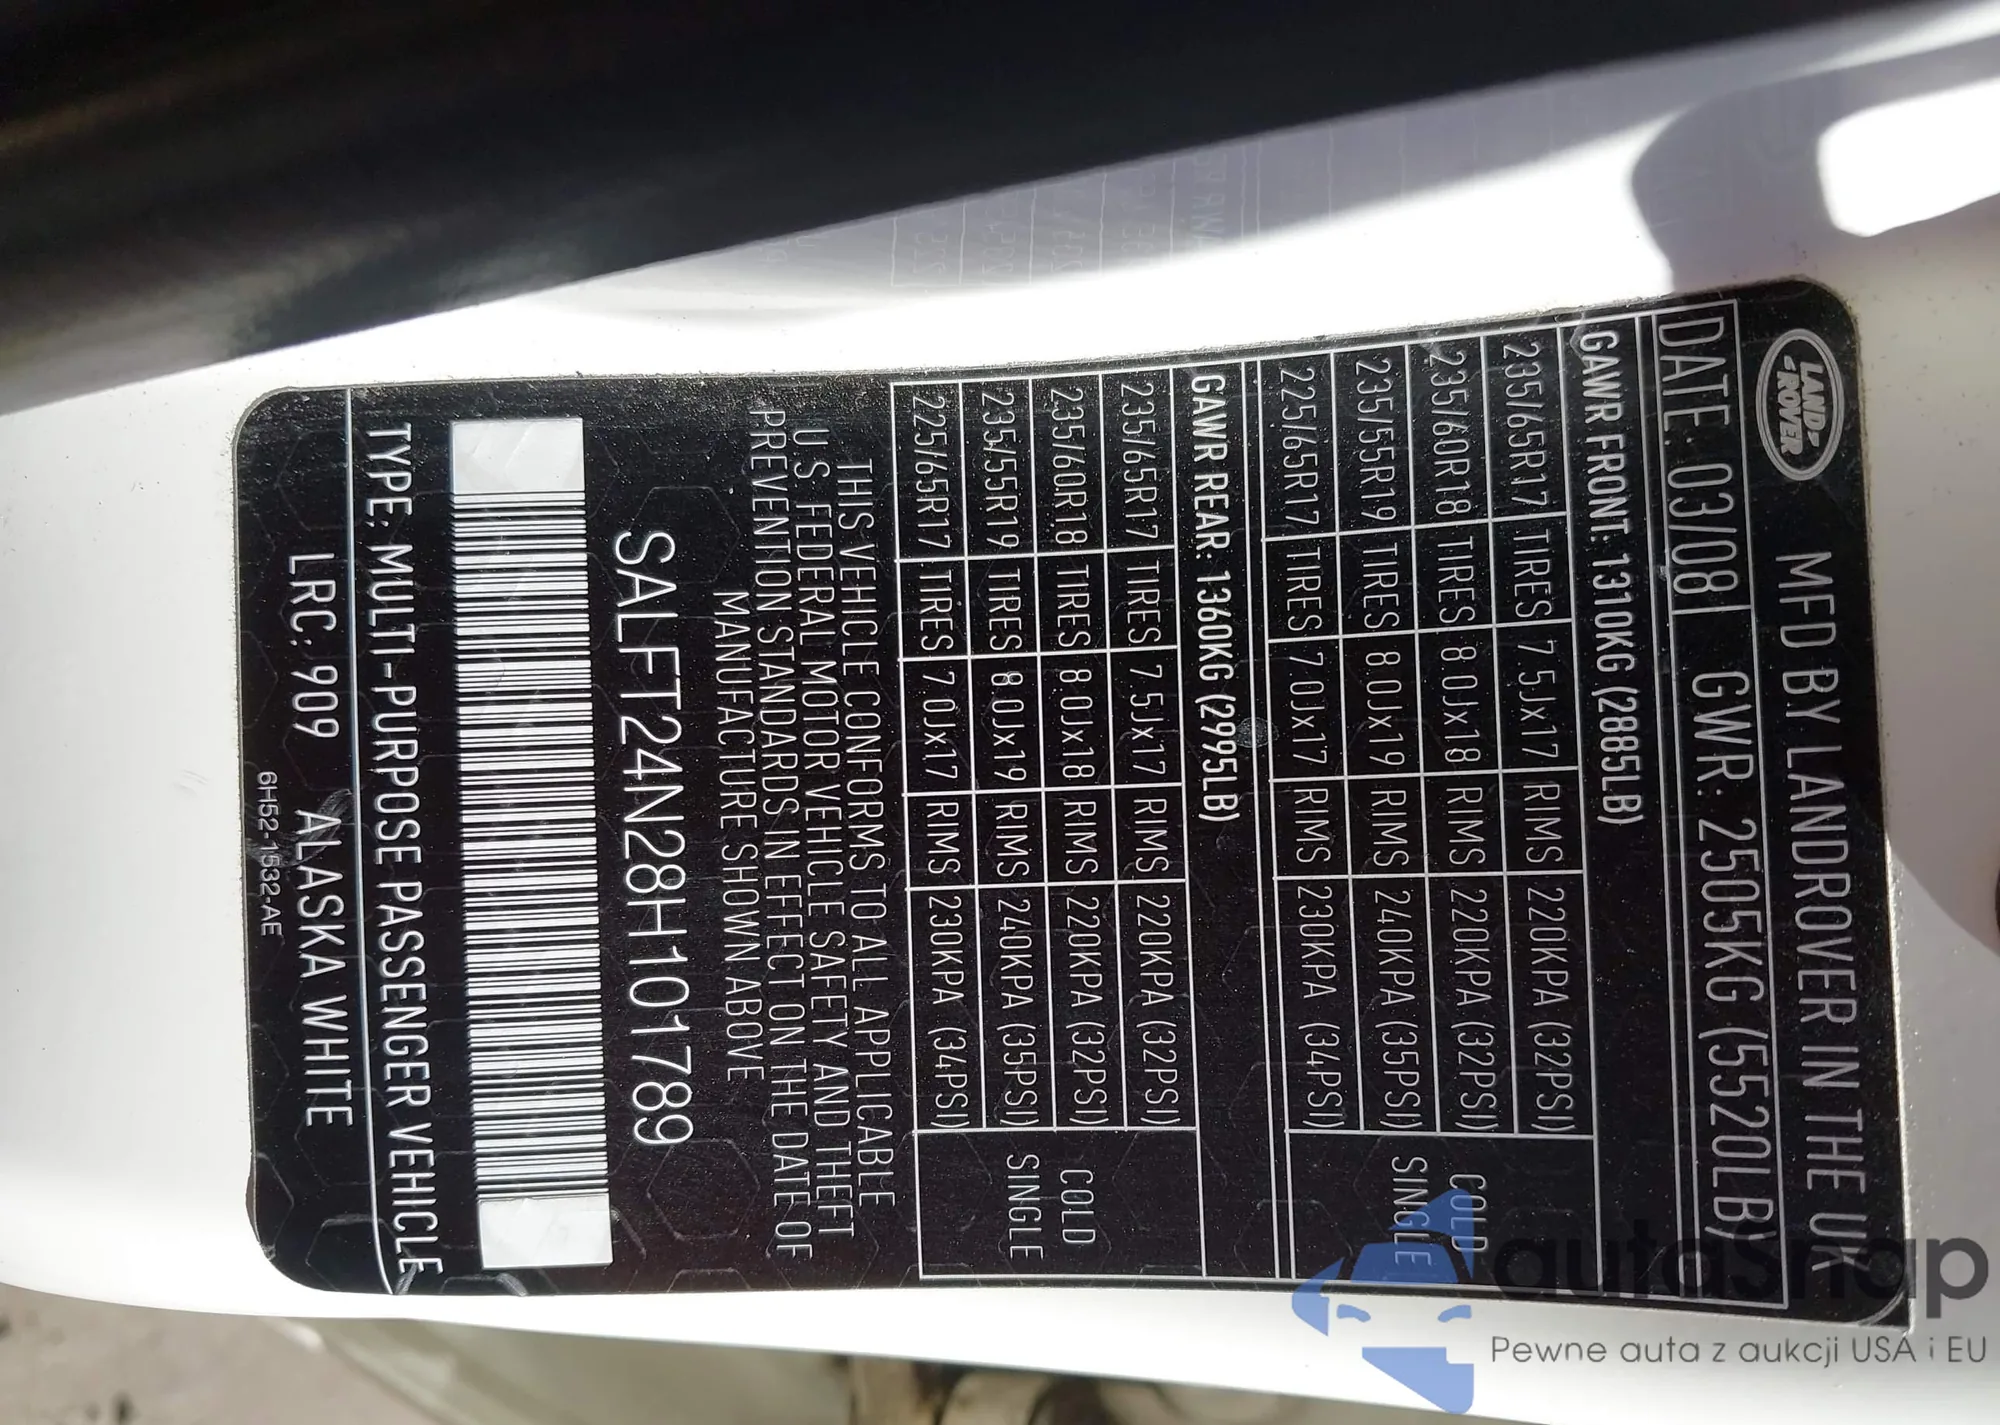 LAND-
-ROVER
MFD BY LANDROVER IN THE UK
DATE: 03/08 GWR: 2505KG (5520LB)
GAWR FRONT: 1310KG (2885LB)
235/65R17 TIRES 7.5Jx17 RIMS 220KPA (32PSI)
235/60R18 TIRES 8.0Jx18 RIMS 220KPA (32PSI) COLD
235/55R19 TIRES 8.0Jx19 RIMS 240KPA (35PSI) SINGLE
225/65R17 TIRES 7.0Jx17 RIMS 230KPA (34PSI)
GAWR REAR: 1360KG (2995LB)
235/65R17 TIRES 7.5Jx17 RIMS 220KPA (32PSI)
235/60R18 TIRES 8.0Jx18 RIMS 220KPA (32PSI) COLD
235/55R19 TIRES 8.0Jx19 RIMS 240KPA (35PSI) SINGLE
225/65R17 TIRES 7.0Jx17 RIMS 230KPA (34PSI)
THIS VEHICLE CONFORMS TO ALL APPLICABLE
U S FEDERAL MOTOR VEHICLE SAFETY AND THEFT
PREVENTION STANDARDS IN EFFECT ON THE DATE OF
MANUFACTURE SHOWN ABOVE
SALFT24N28H101789
TYPE: MULTI-PURPOSE PASSENGER VEHICLE
LRC: 909 ALASKA WHITE
6H52-1532-AE
autasnap
Pewne auta z aukcji USA i EU